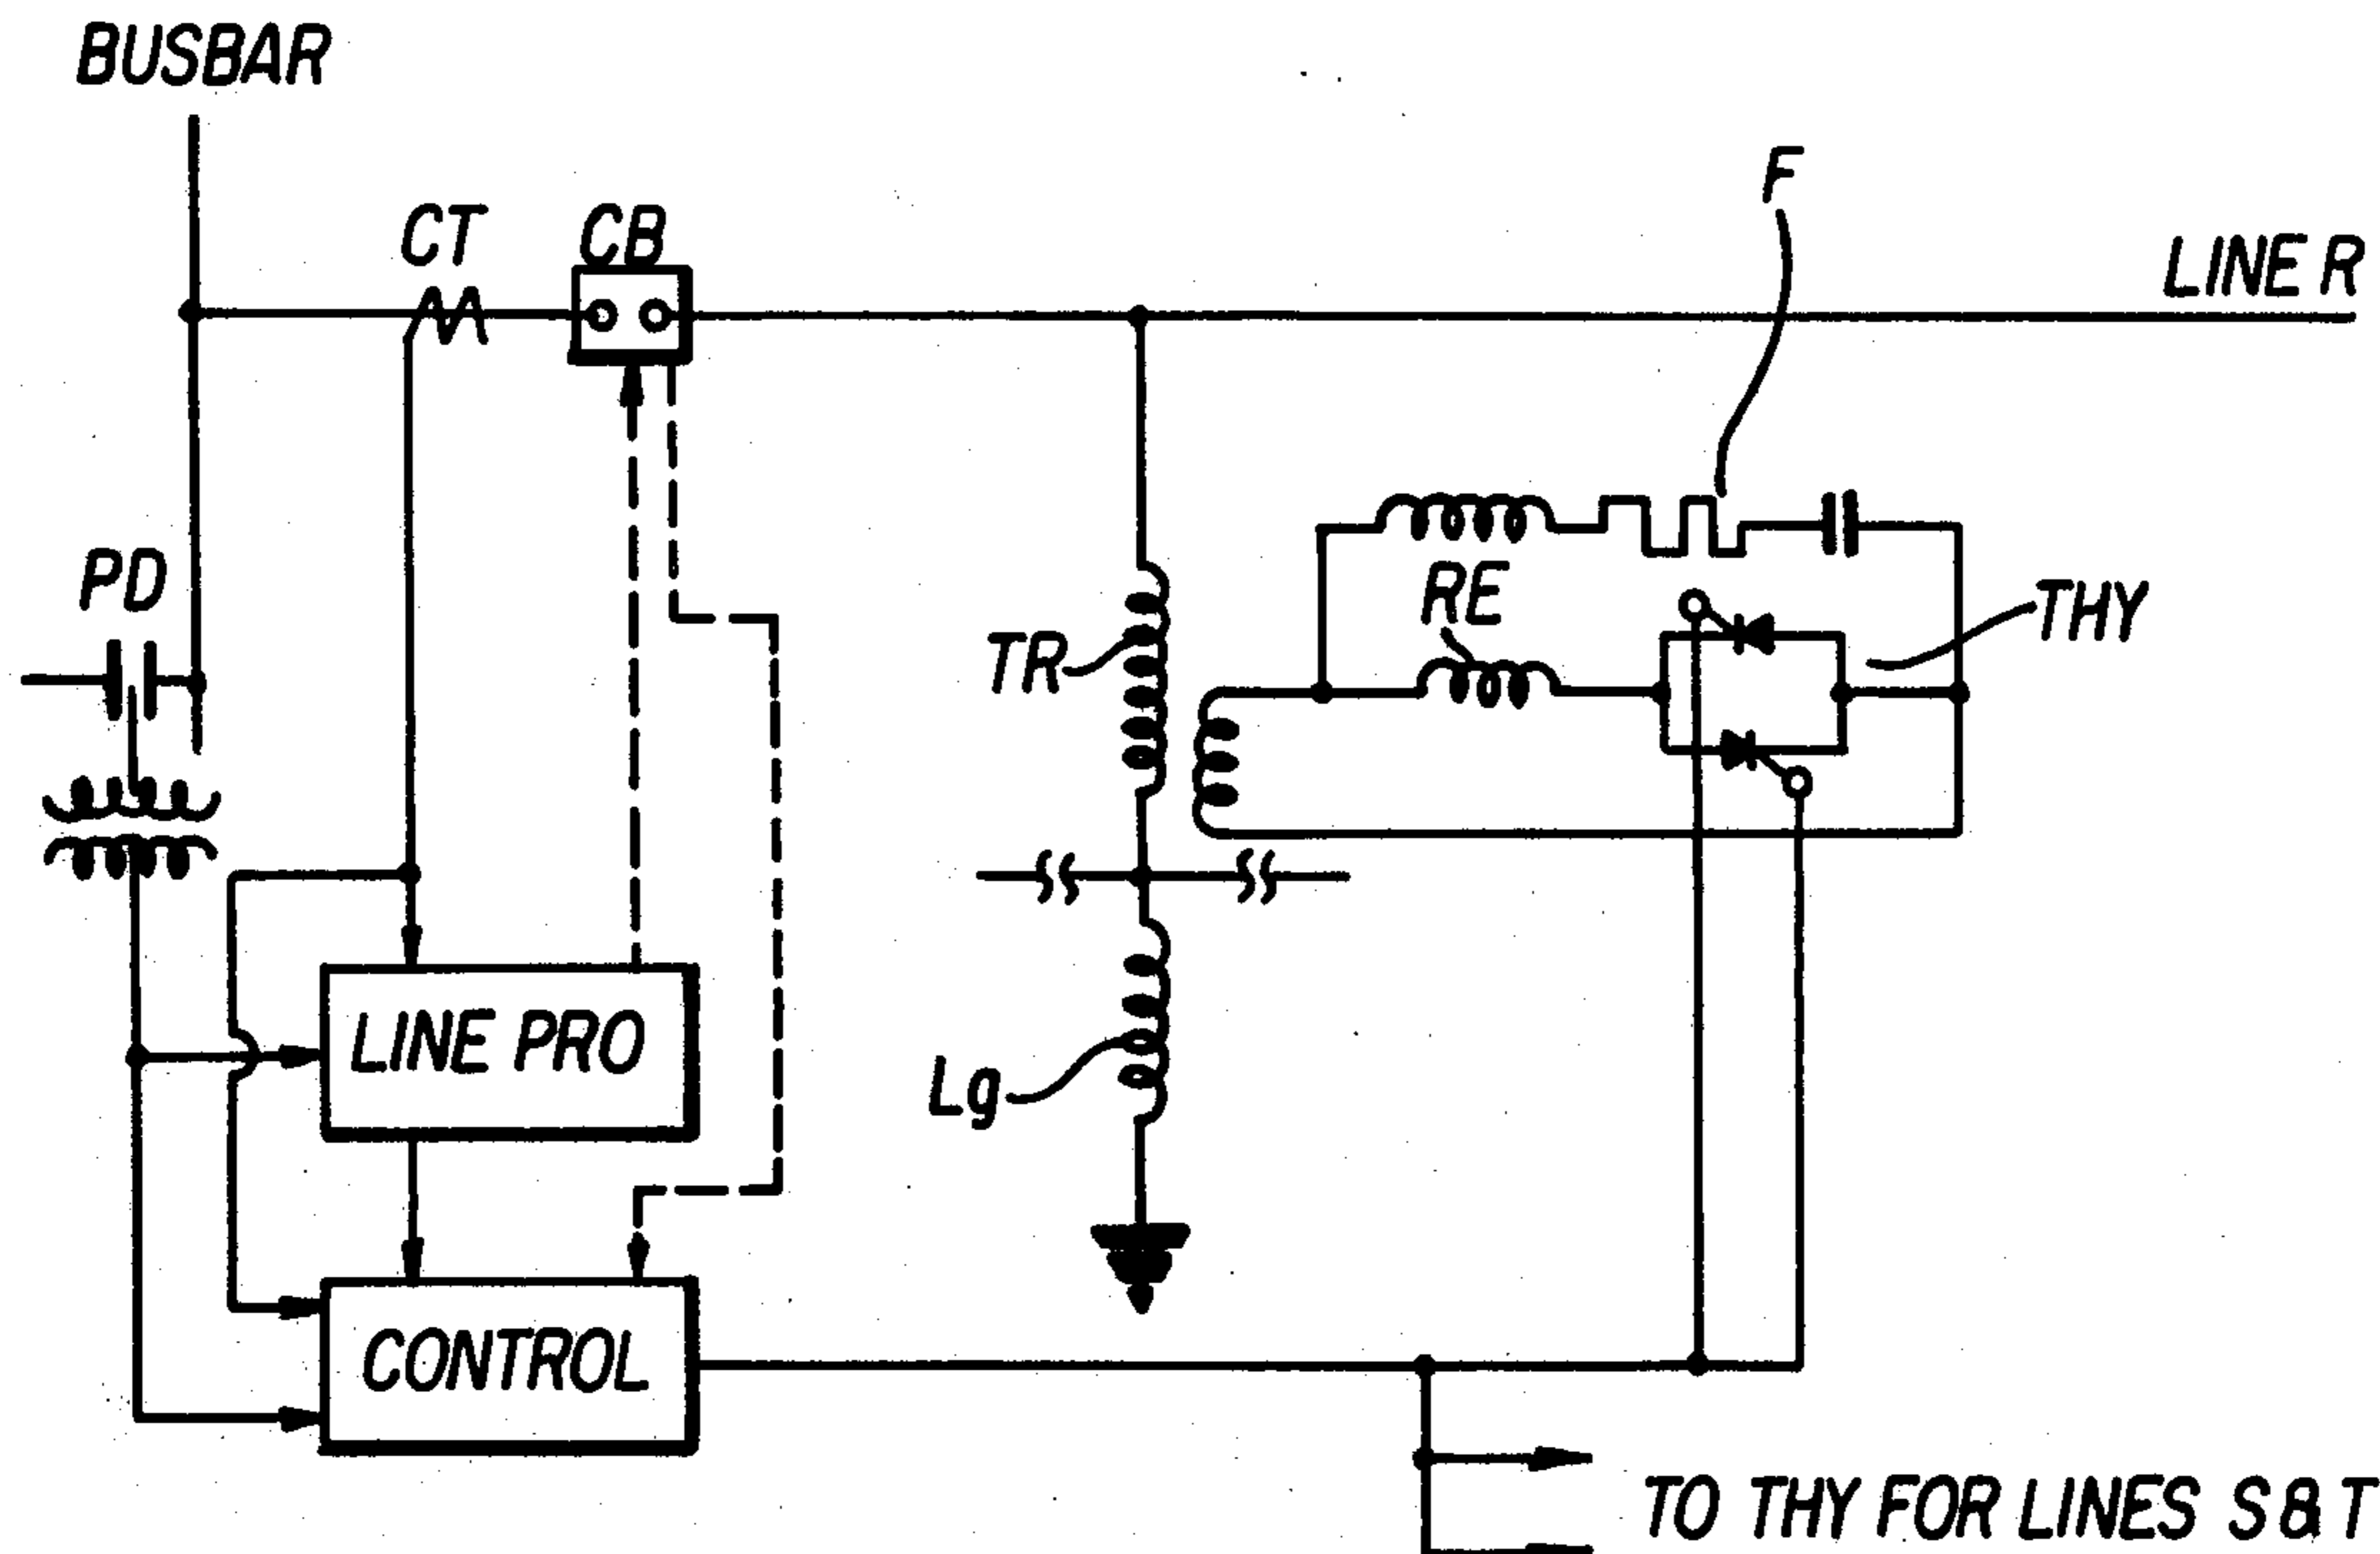 BUSBAR
CT
CB
F
LINE R
PD
RE
THY
TR
LINE PRO
Lg
CONTROL
TO THY FOR LINES S & T